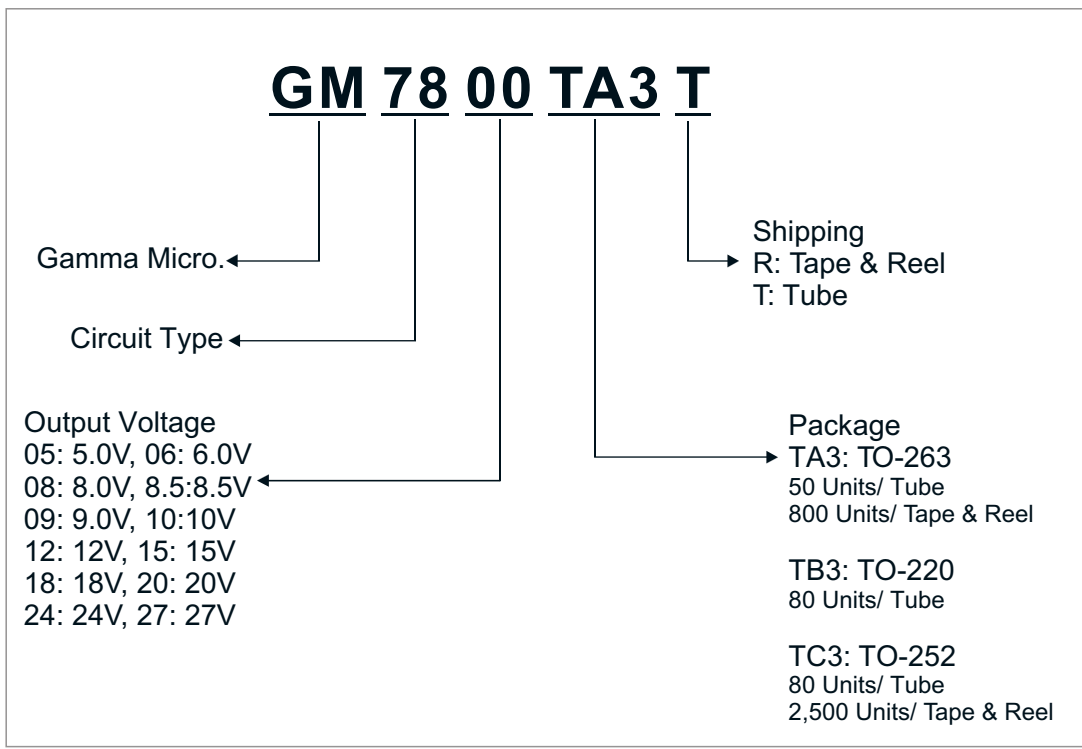 GM 78 00 TA3 T
Gamma Micro.
Circuit Type
Output Voltage
05: 5.0V, 06: 6.0V
08: 8.0V, 8.5:8.5V
09: 9.0V, 10:10V
12: 12V, 15: 15V
18: 18V, 20: 20V
24: 24V, 27: 27V
Shipping
R: Tape & Reel
T: Tube
Package
TA3: TO-263
50 Units/ Tube
800 Units/ Tape & Reel
TB3: TO-220
80 Units/ Tube
TC3: TO-252
80 Units/ Tube
2,500 Units/ Tape & Reel